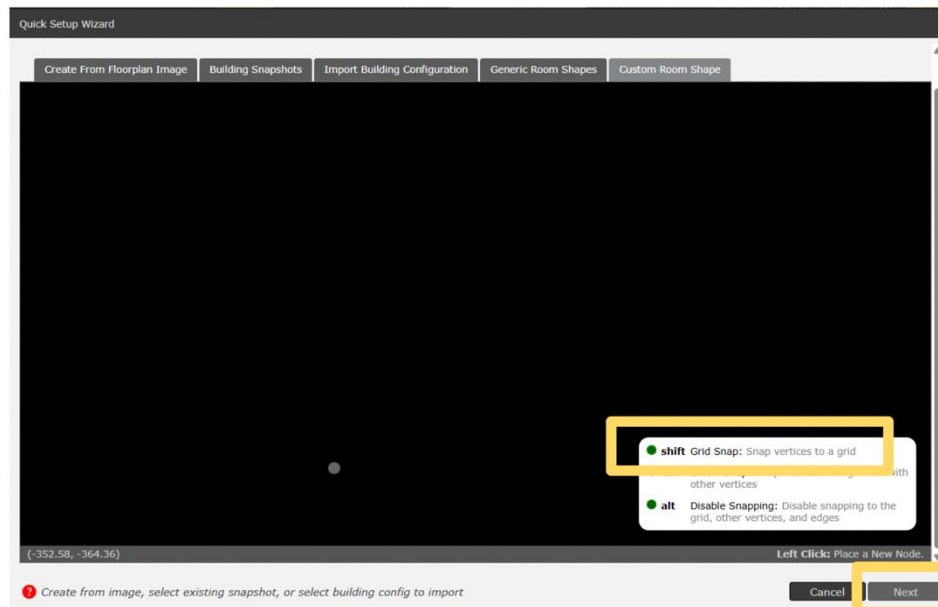 Quick Setup Wizard
Create From Floorplan Image Building Snapshots Import Building Configuration Generic Room Shapes Custom Room Shape
shift Grid Snap: Snap vertices to a grid
with
other vertices
alt Disable Snapping: Disable snapping to the
grid, other vertices, and edges
(-352.58, -364.36) Left Click: Place a New Node.
Create from image, select existing snapshot, or select building config to import Cancel Next